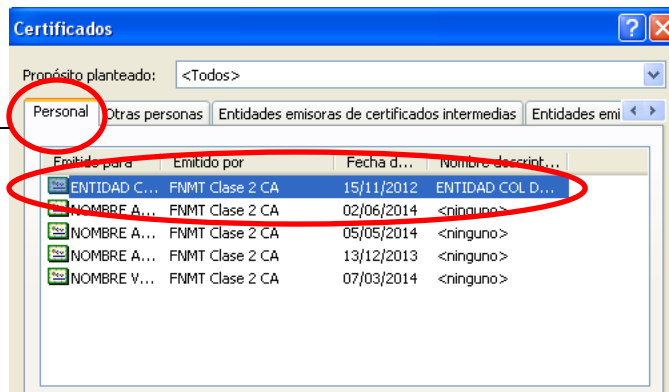 Certificados
Propósito planteado: <Todos>
Personal Otras personas Entidades emisoras de certificados intermedias Entidades emi
Emitido para Emitido por Fecha d... Nombre descript...
ENTIDAD C... FNMT Clase 2 CA 15/11/2012 ENTIDAD COL D...
NOMBRE A... FNMT Clase 2 CA 02/06/2014 <ninguno>
NOMBRE A... FNMT Clase 2 CA 05/05/2014 <ninguno>
NOMBRE A... FNMT Clase 2 CA 13/12/2013 <ninguno>
NOMBRE V... FNMT Clase 2 CA 07/03/2014 <ninguno>